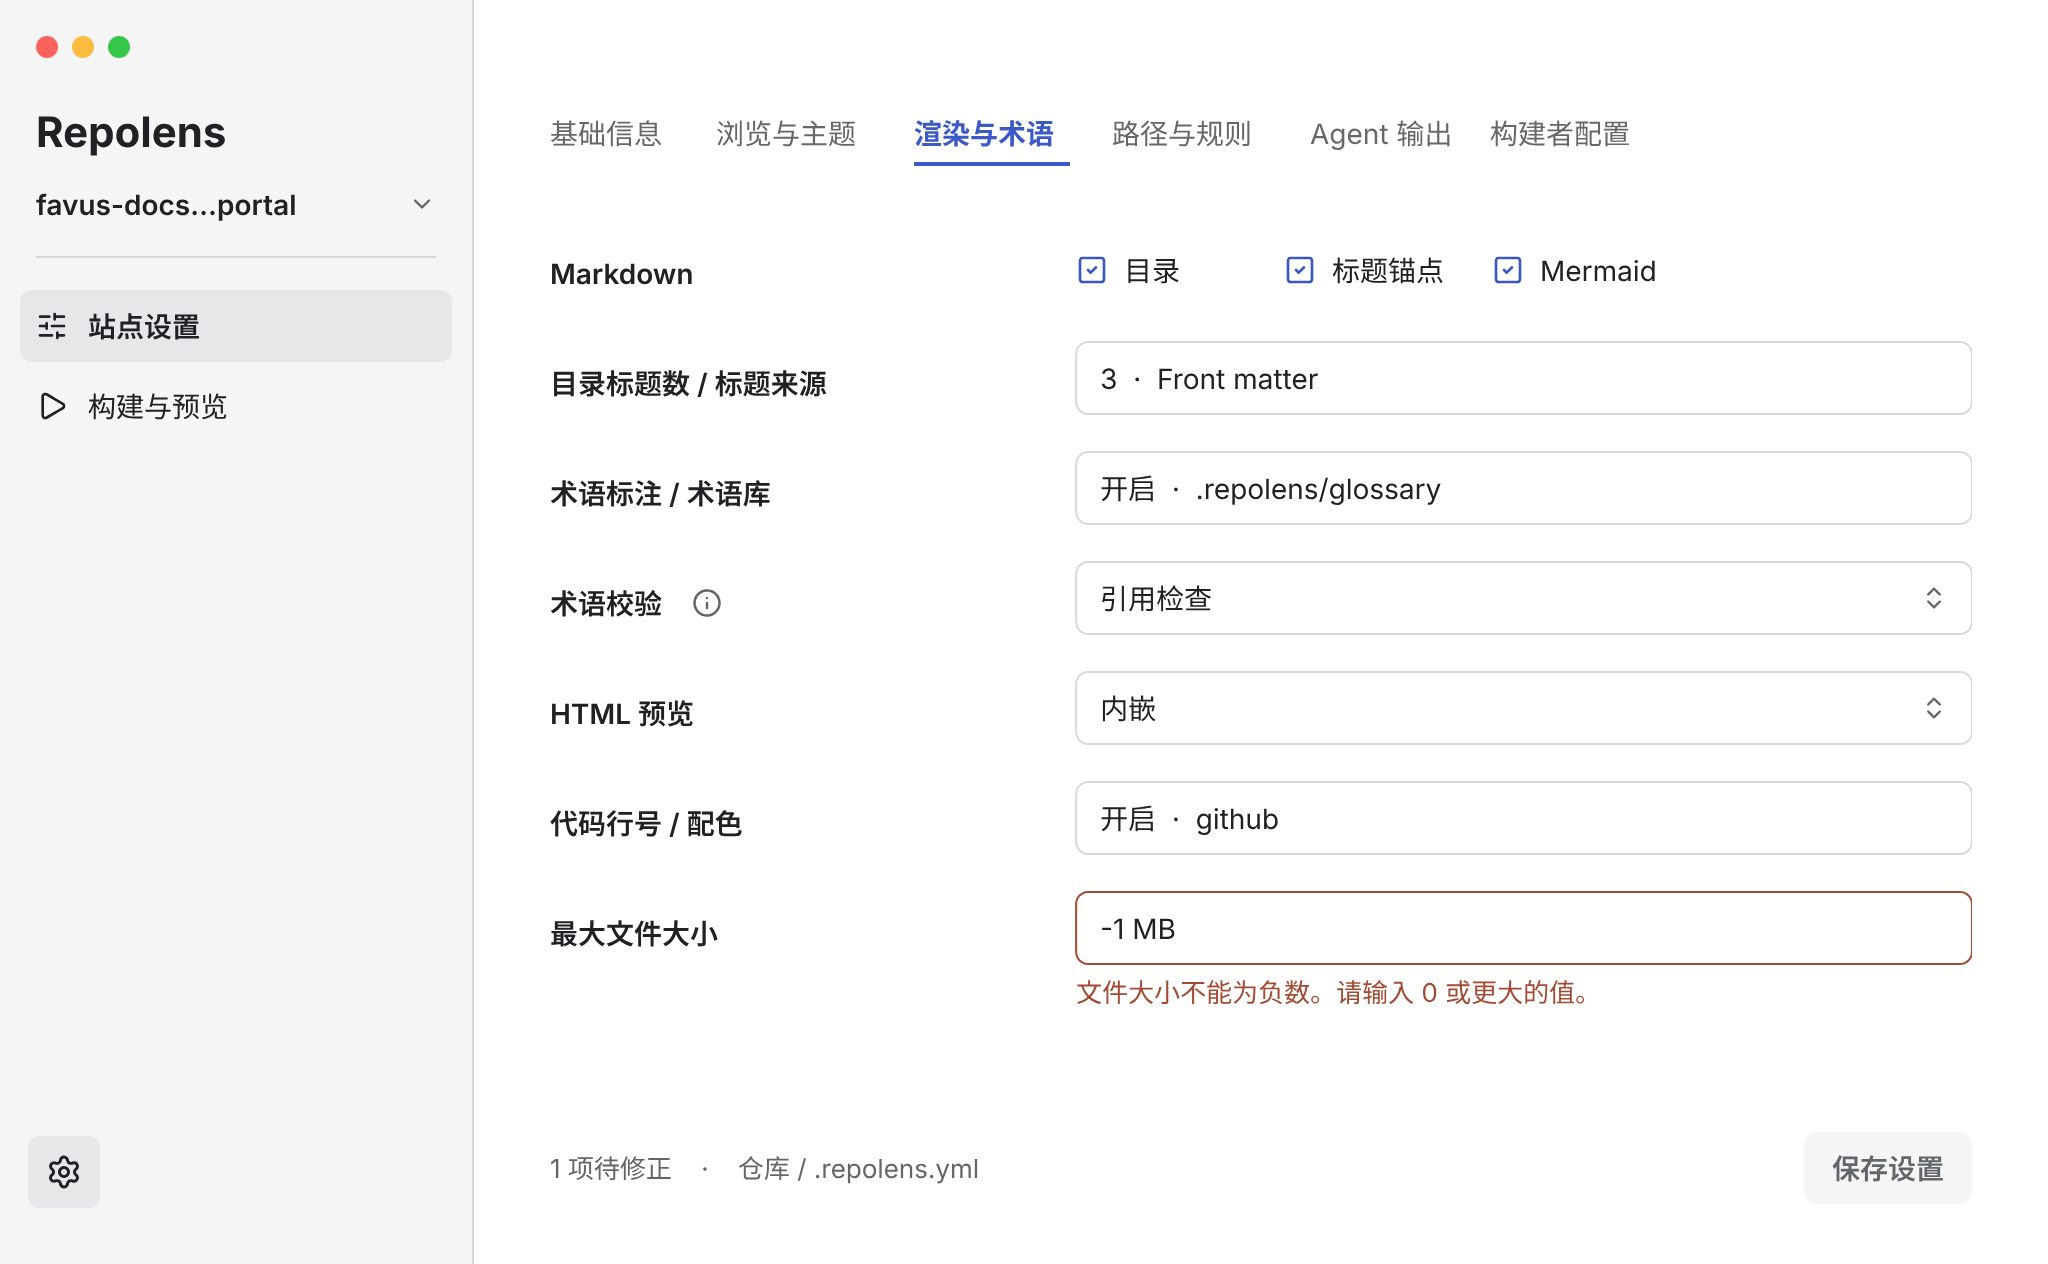 Repolens
favus-docs...portal
站点设置
构建与预览
基础信息 浏览与主题 渲染与术语 路径与规则 Agent 输出 构建者配置
Markdown 目录 标题锚点 Mermaid
目录标题数 / 标题来源 3 · Front matter
术语标注 / 术语库 开启 · .repolens/glossary
术语校验 引用检查
HTML 预览 内嵌
代码行号 / 配色 开启 · github
最大文件大小 -1 MB
文件大小不能为负数。请输入 0 或更大的值。
1 项待修正 · 仓库 / .repolens.yml 保存设置